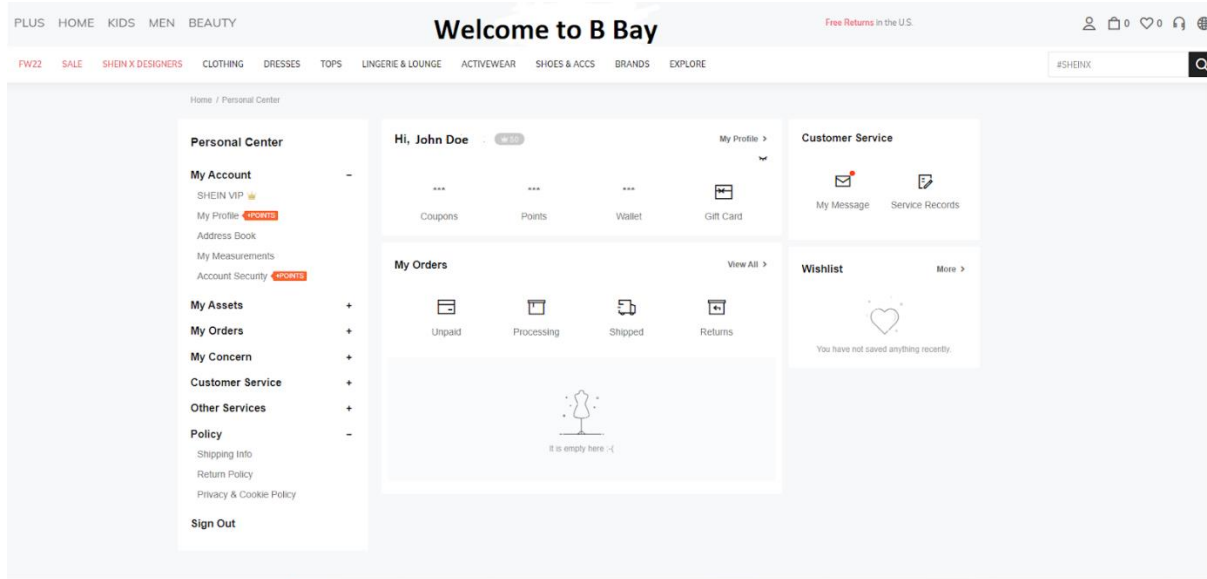 PLUS HOME KIDS MEN BEAUTY
Welcome to B Bay
Free Returns in the U.S.
0 0
FW22 SALE SHEIN X DESIGNERS CLOTHING DRESSES TOPS LINGERIE & LOUNGE ACTIVEWEAR SHOES & ACCS BRANDS EXPLORE
#SHEINX
Home / Personal Center
Personal Center
My Account -
SHEIN VIP
My Profile +POINTS
Address Book
My Measurements
Account Security +POINTS
My Assets +
My Orders +
My Concern +
Customer Service +
Other Services +
Policy -
Shipping Info
Return Policy
Privacy & Cookie Policy
Sign Out
Hi, John Doe
My Profile >
*** *** ***
Coupons Points Wallet Gift Card
My Orders View All >
Unpaid Processing Shipped Returns
It is empty here :-(
Customer Service
My Message Service Records
Wishlist More >
You have not saved anything recently.